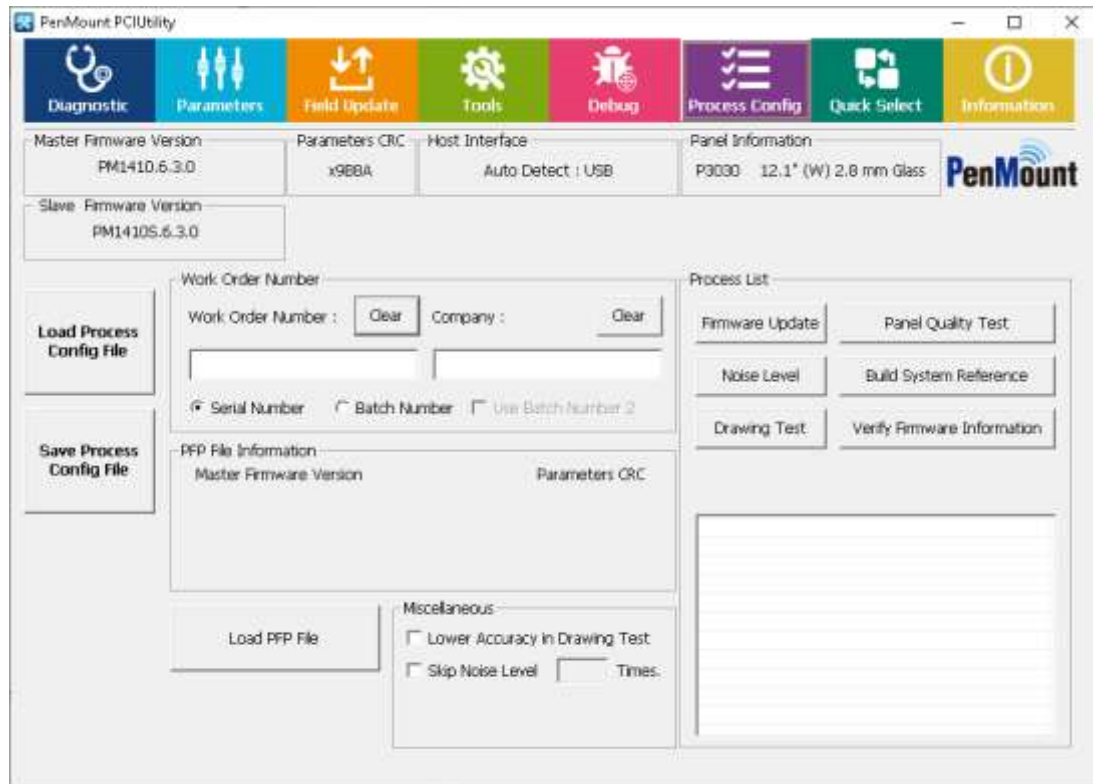 PenMount PCIUtility
Diagnostic Parameters Field Update Tools Debug Process Config Quick Select Information
Master Firmware Version Parameters CRC Host Interface Panel Information
PM1410.6.3.0 x9BBA Auto Detect : USB P3030 12.1" (W) 2.8 mm Glass PenMount
Slave Firmware Version
PM1410S.6.3.0
Work Order Number Process List
Load Process Config File
Work Order Number : Clear Company : Clear
Firmware Update Panel Quality Test
Noise Level Build System Reference
Serial Number Batch Number Use Batch Number 2
Drawing Test Verify Firmware Information
Save Process Config File
PFP File Information
Master Firmware Version Parameters CRC
Load PFP File
Miscellaneous
Lower Accuracy in Drawing Test
Skip Noise Level Times.